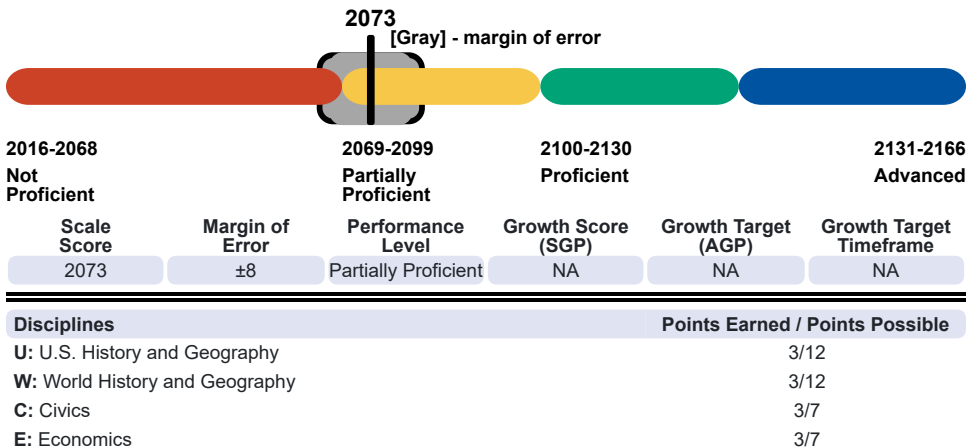 2073
[Gray] - margin of error
2016-2068 2069-2099 2100-2130 2131-2166
Not Proficient Partially Proficient Proficient Advanced
Scale Score Margin of Error Performance Level Growth Score (SGP) Growth Target (AGP) Growth Target Timeframe
2073 ±8 Partially Proficient NA NA NA
Disciplines Points Earned / Points Possible
U: U.S. History and Geography 3/12
W: World History and Geography 3/12
C: Civics 3/7
E: Economics 3/7